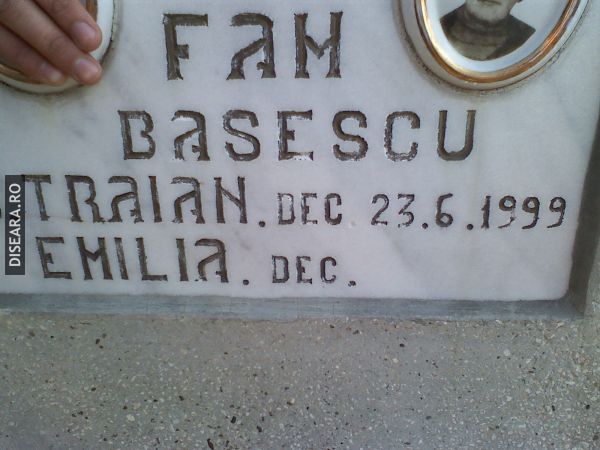 FAM
BASESCU
TRAIAN. DEC 23.6.1999
EMILIA. DEC.
DISEARA.RO